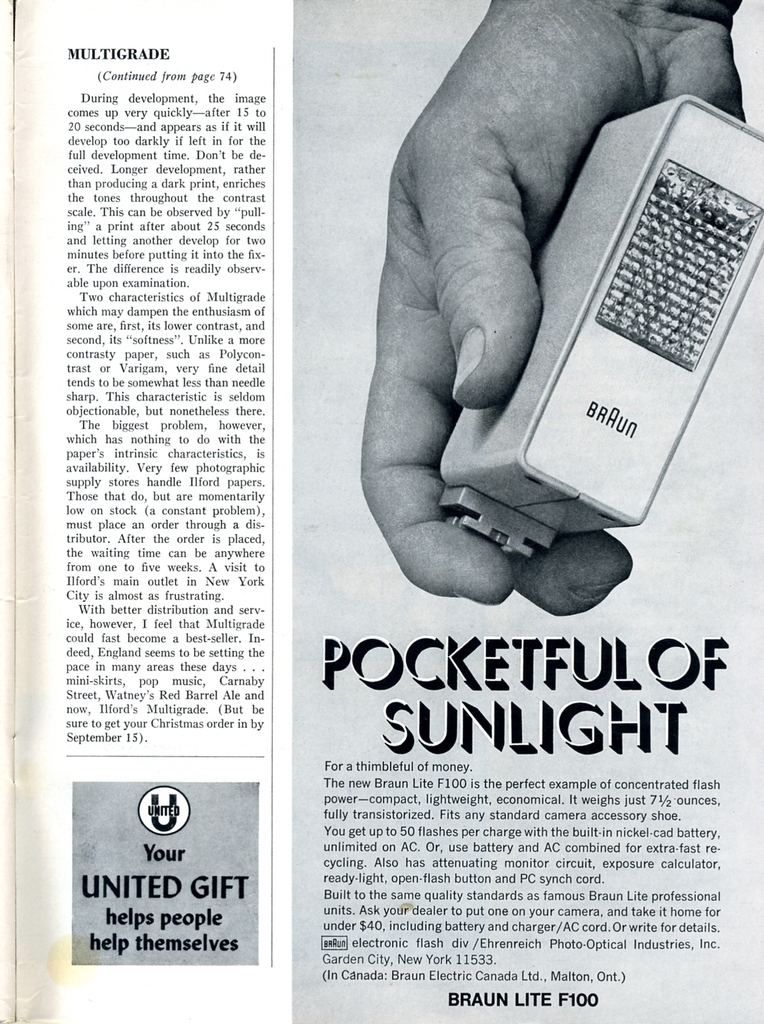 MULTIGRADE
(Continued from page 74)
During development, the image
comes up very quickly—after 15 to
20 seconds—and appears as if it will
develop too darkly if left in for the
full development time. Don't be de-
ceived. Longer development, rather
than producing a dark print, enriches
the tones throughout the contrast
scale. This can be observed by "pull-
ing" a print after about 25 seconds
and letting another develop for two
minutes before putting it into the fix-
er. The difference is readily observ-
able upon examination.
Two characteristics of Multigrade
which may dampen the enthusiasm of
some are, first, its lower contrast, and
second, its "softness". Unlike a more
contrasty paper, such as Polycon-
trast or Varigam, very fine detail
tends to be somewhat less than needle
sharp. This characteristic is seldom
objectionable, but nonetheless there.
The biggest problem, however,
which has nothing to do with the
paper's intrinsic characteristics, is
availability. Very few photographic
supply stores handle Ilford papers.
Those that do, but are momentarily
low on stock (a constant problem),
must place an order through a dis-
tributor. After the order is placed,
the waiting time can be anywhere
from one to five weeks. A visit to
Ilford's main outlet in New York
City is almost as frustrating.
With better distribution and serv-
ice, however, I feel that Multigrade
could fast become a best-seller. In-
deed, England seems to be setting the
pace in many areas these days . . .
mini-skirts, pop music, Carnaby
Street, Watney's Red Barrel Ale and
now, Ilford's Multigrade. (But be
sure to get your Christmas order in by
September 15).
UNITED
Your
UNITED GIFT
helps people
help themselves
BRAUN
POCKETFUL OF
SUNLIGHT
For a thimbleful of money.
The new Braun Lite F100 is the perfect example of concentrated flash
power—compact, lightweight, economical. It weighs just 7½ ounces,
fully transistorized. Fits any standard camera accessory shoe.
You get up to 50 flashes per charge with the built-in nickel-cad battery,
unlimited on AC. Or, use battery and AC combined for extra-fast re-
cycling. Also has attenuating monitor circuit, exposure calculator,
ready-light, open-flash button and PC synch cord.
Built to the same quality standards as famous Braun Lite professional
units. Ask your dealer to put one on your camera, and take it home for
under $40, including battery and charger/AC cord. Or write for details.
BRAUN electronic flash div /Ehrenreich Photo-Optical Industries, Inc.
Garden City, New York 11533.
(In Canada: Braun Electric Canada Ltd., Malton, Ont.)
BRAUN LITE F100